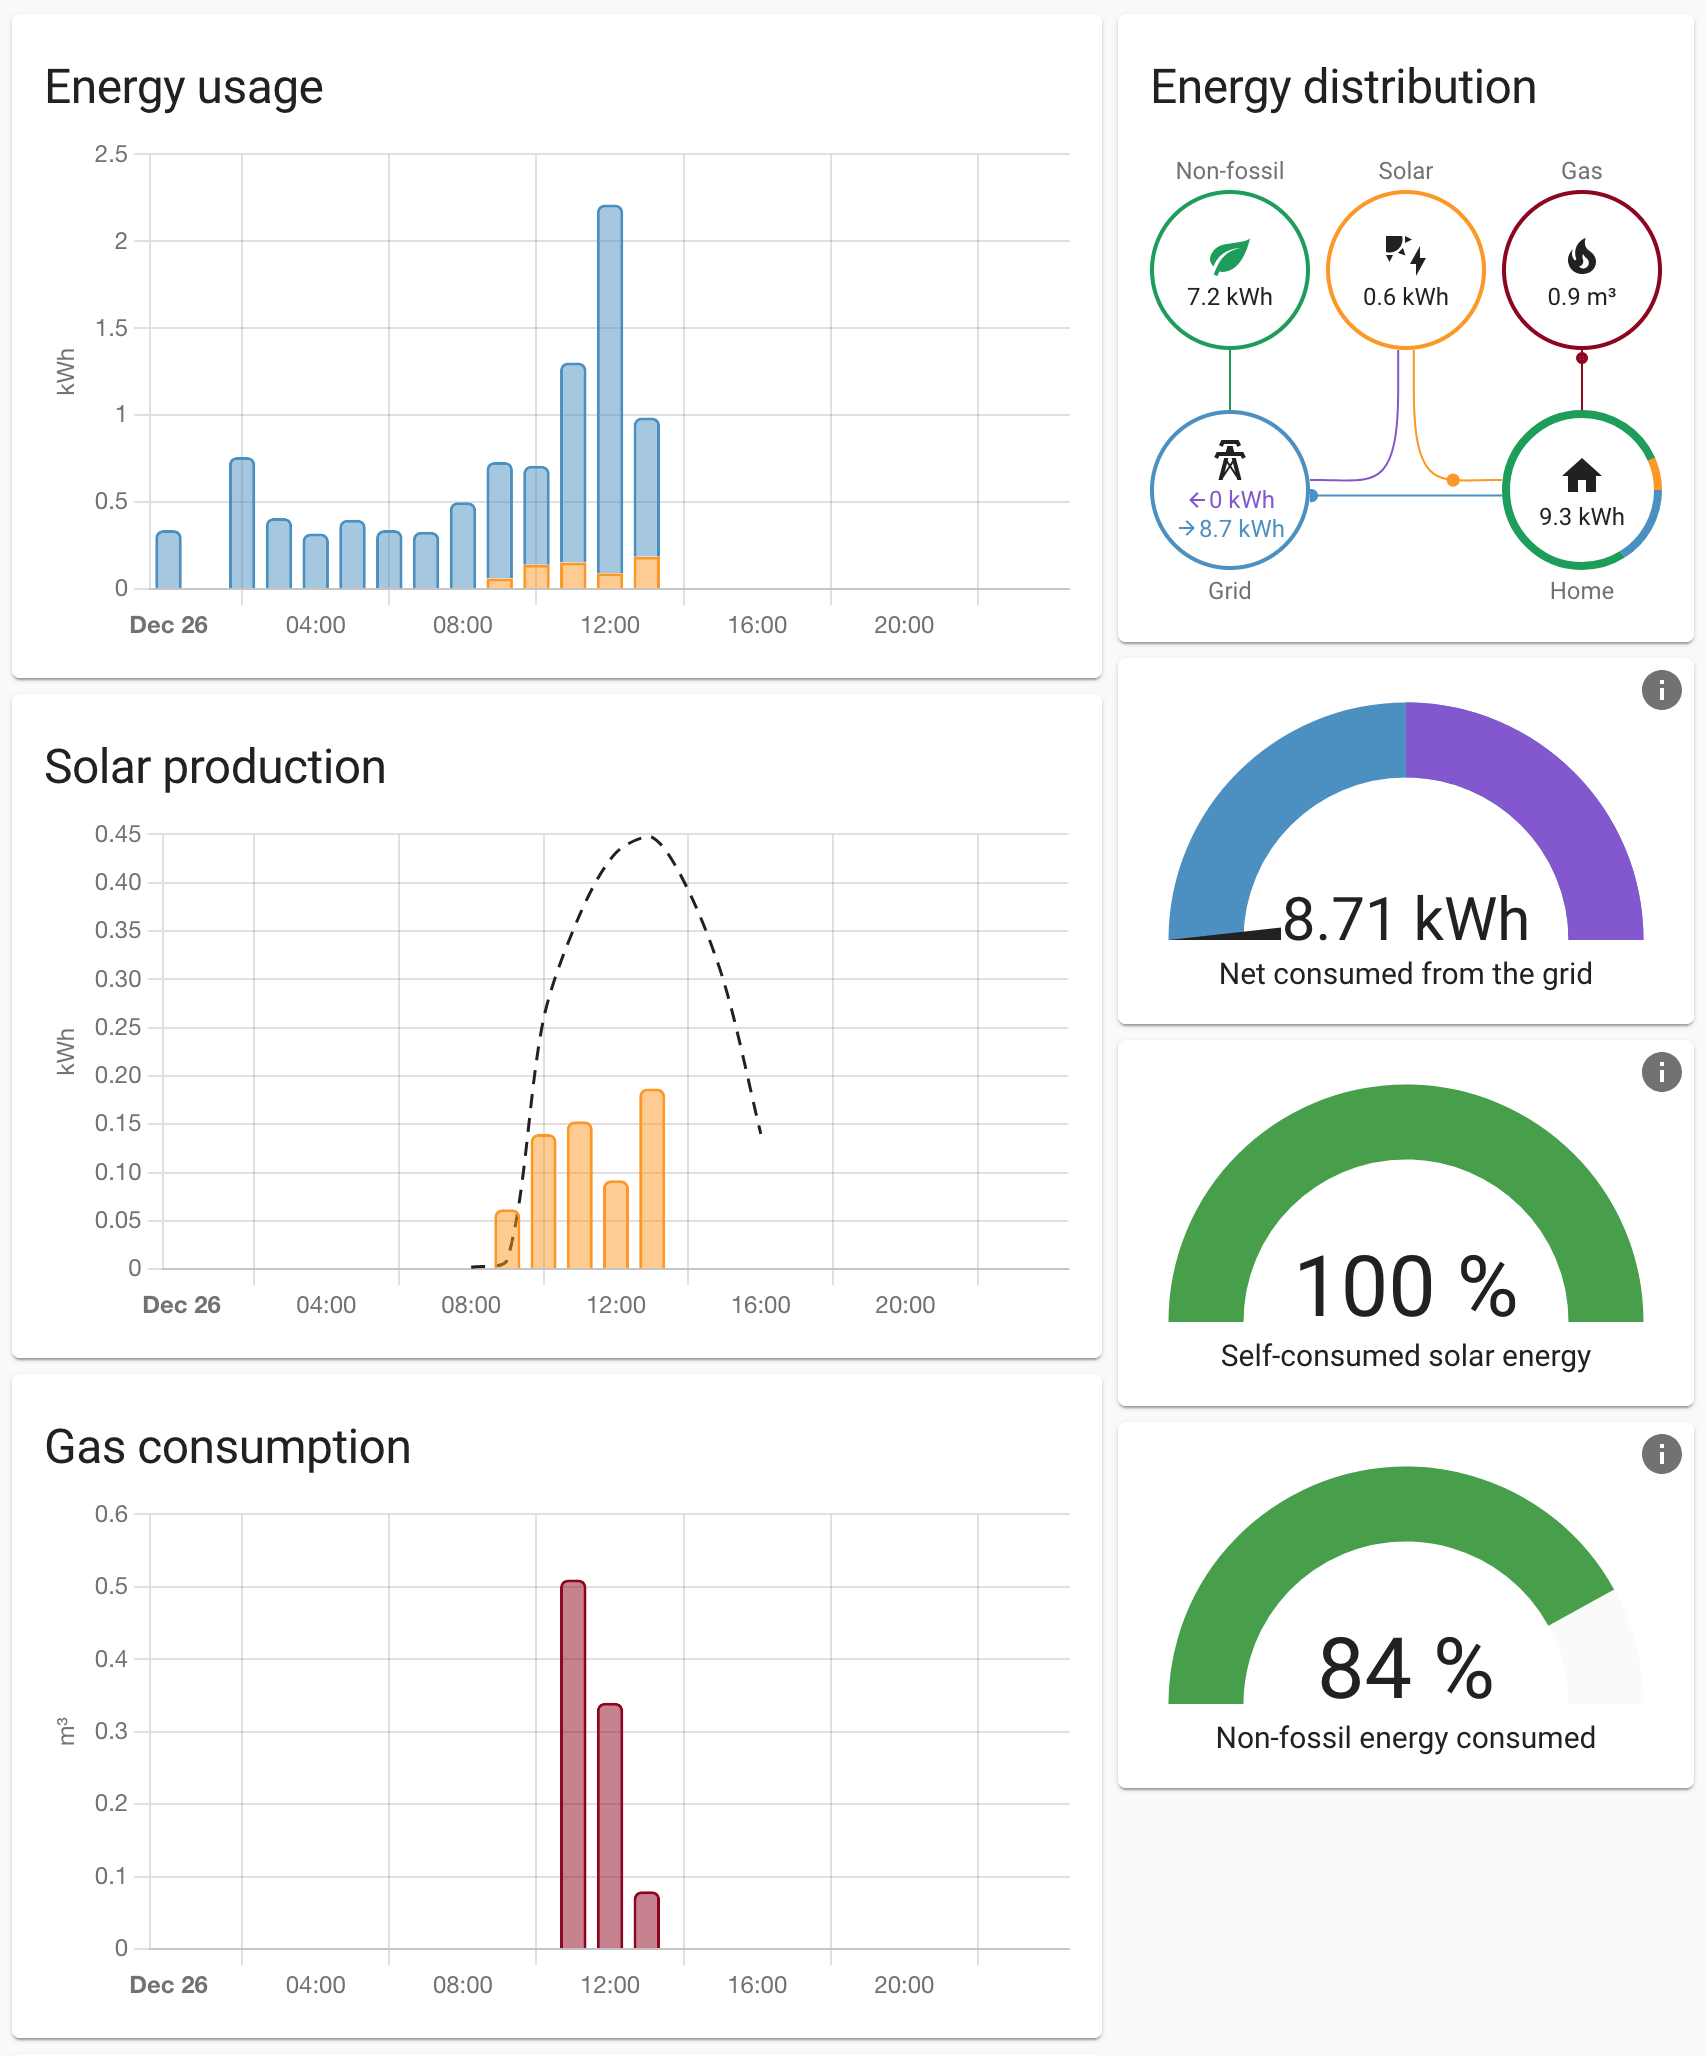 Energy usage
2.5
2
1.5
1
0.5
0
kWh
Dec 26 04:00 08:00 12:00 16:00 20:00
Solar production
0.45
0.40
0.35
0.30
0.25
0.20
0.15
0.10
0.05
0
kWh
Dec 26 04:00 08:00 12:00 16:00 20:00
Gas consumption
0.6
0.5
0.4
0.3
0.2
0.1
0
m³
Dec 26 04:00 08:00 12:00 16:00 20:00
Energy distribution
Non-fossil Solar Gas
7.2 kWh 0.6 kWh 0.9 m³
←0 kWh
→8.7 kWh
9.3 kWh
Grid Home
8.71 kWh
Net consumed from the grid
100 %
Self-consumed solar energy
84 %
Non-fossil energy consumed